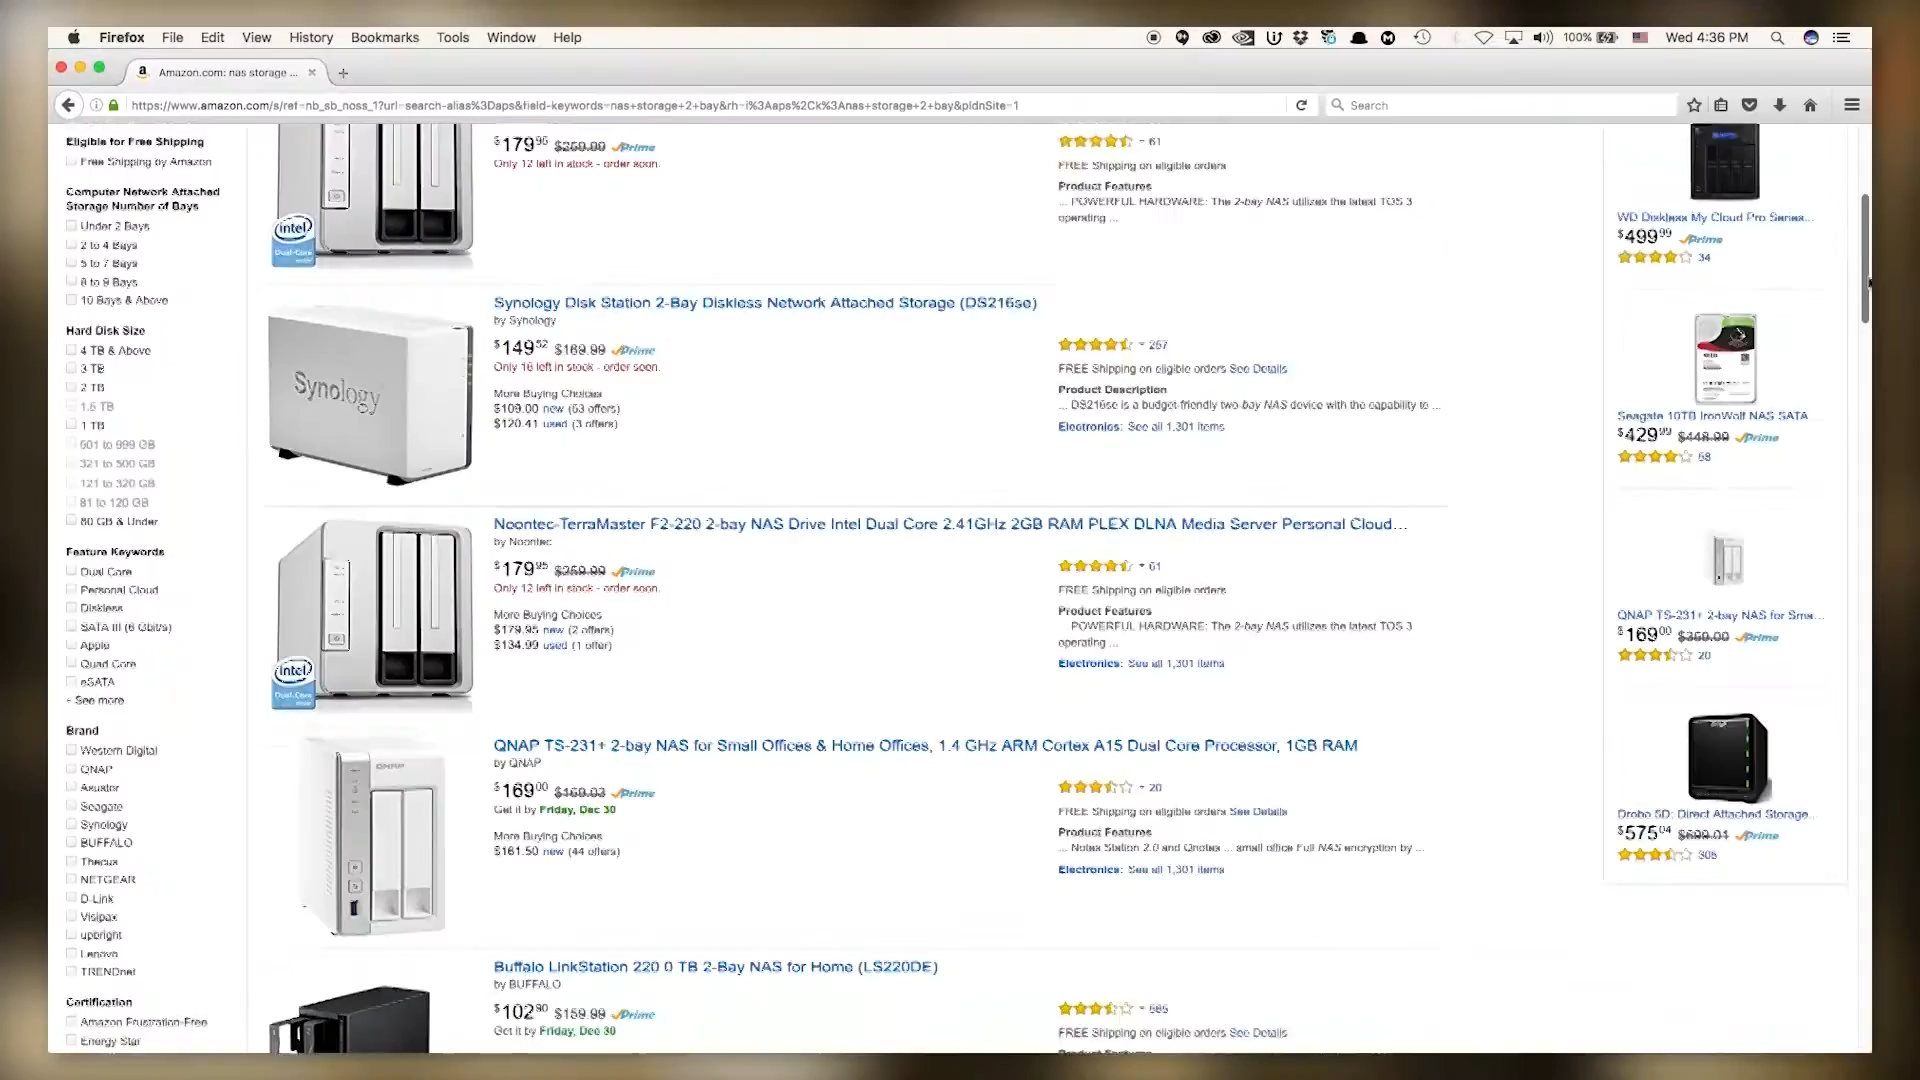 Firefox File Edit View History Bookmarks Tools Window Help 100% Wed 4:36 PM
Amazon.com: nas storage ...
https://www.amazon.com/s/ref=nb_sb_noss_1?url=search-alias%3Daps&field-keywords=nas+storage+2+bay&rh=i%3Aaps%2Ck%3Anas+storage+2+bay&pldnSite=1
Search
Eligible for Free Shipping
Free Shipping by Amazon
Computer Network Attached
Storage Number of Bays
Under 2 Bays
2 to 4 Bays
5 to 7 Bays
8 to 9 Bays
10 Bays & Above
Hard Disk Size
4 TB & Above
3 TB
2 TB
1.5 TB
1 TB
501 to 999 GB
321 to 500 GB
121 to 320 GB
81 to 120 GB
80 GB & Under
Feature Keywords
Dual Core
Personal Cloud
Diskless
SATA III (6 Gbit/s)
Apple
Quad Core
eSATA
See more
Brand
Western Digital
QNAP
Asustor
Seagate
Synology
BUFFALO
Thecus
NETGEAR
D-Link
Visipax
upbright
Lenovo
TRENDnet
Certification
Amazon Frustration-Free
Energy Star
intel
Dual-Core
$179.95 $259.99 Prime
Only 12 left in stock - order soon.
61
FREE Shipping on eligible orders
Product Features
... POWERFUL HARDWARE: The 2-bay NAS utilizes the latest TOS 3
operating ...
Synology
Synology Disk Station 2-Bay Diskless Network Attached Storage (DS216se)
by Synology
$149.52 $169.99 Prime
Only 16 left in stock - order soon.
More Buying Choices
$109.00 new (53 offers)
$120.41 used (3 offers)
257
FREE Shipping on eligible orders See Details
Product Description
... DS216se is a budget-friendly two-bay NAS device with the capability to ...
Electronics: See all 1,301 items
intel
Dual-Core
Noontec-TerraMaster F2-220 2-bay NAS Drive Intel Dual Core 2.41GHz 2GB RAM PLEX DLNA Media Server Personal Cloud...
by Noontec
$179.95 $259.99 Prime
Only 12 left in stock - order soon.
More Buying Choices
$179.95 new (2 offers)
$134.99 used (1 offer)
61
FREE Shipping on eligible orders
Product Features
POWERFUL HARDWARE: The 2-bay NAS utilizes the latest TOS 3
operating ...
Electronics: See all 1,301 items
QNAP
QNAP TS-231+ 2-bay NAS for Small Offices & Home Offices, 1.4 GHz ARM Cortex A15 Dual Core Processor, 1GB RAM
by QNAP
$169.00 $169.03 Prime
Get it by Friday, Dec 30
More Buying Choices
$161.50 new (44 offers)
20
FREE Shipping on eligible orders See Details
Product Features
... Notes Station 2.0 and Qnotes ... small office Full NAS encryption by ...
Electronics: See all 1,301 items
Buffalo LinkStation 220 0 TB 2-Bay NAS for Home (LS220DE)
by BUFFALO
$102.90 $159.99 Prime
Get it by Friday, Dec 30
565
FREE Shipping on eligible orders See Details
Product Features
WD Diskless My Cloud Pro Series...
$499.99 Prime
34
Seagate 10TB IronWolf NAS SATA
$429.99 $448.99 Prime
68
QNAP TS-231+ 2-bay NAS for Sma...
$169.00 $359.00 Prime
20
Drobo 5D: Direct Attached Storage...
$575.04 $699.01 Prime
305